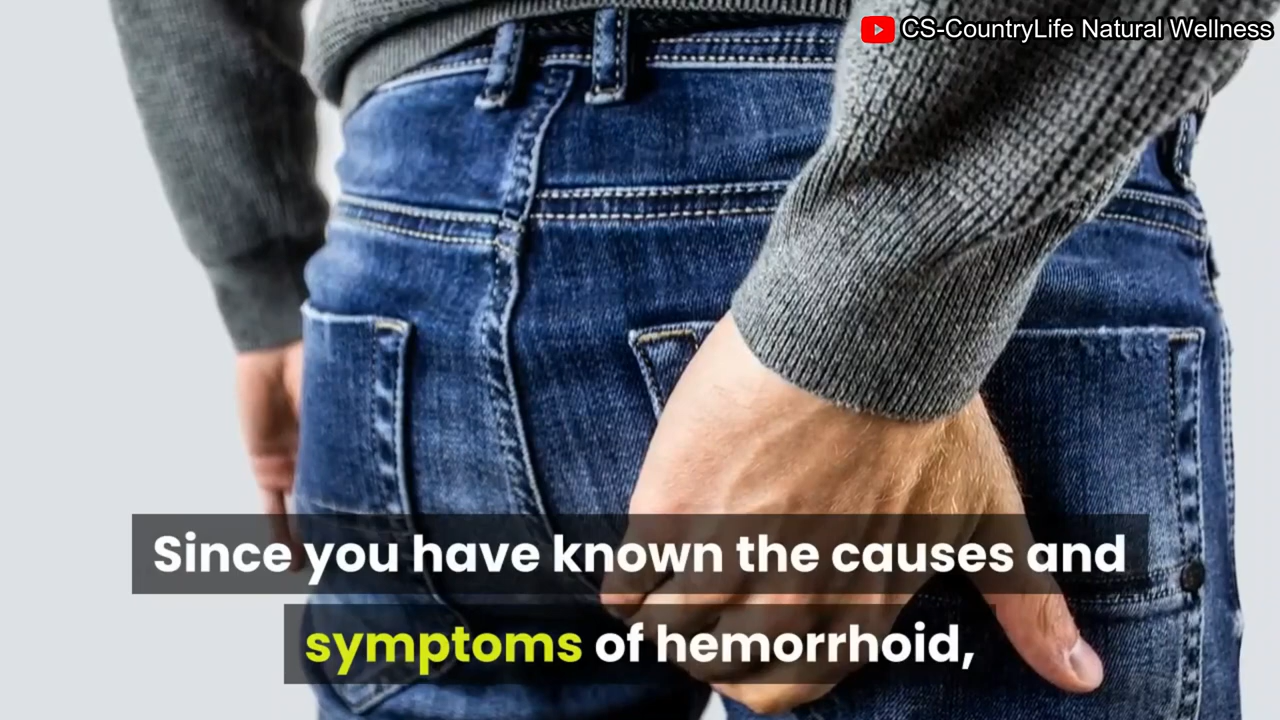 CS-CountryLife Natural Wellness
Since you have known the causes and
symptoms of hemorrhoid,